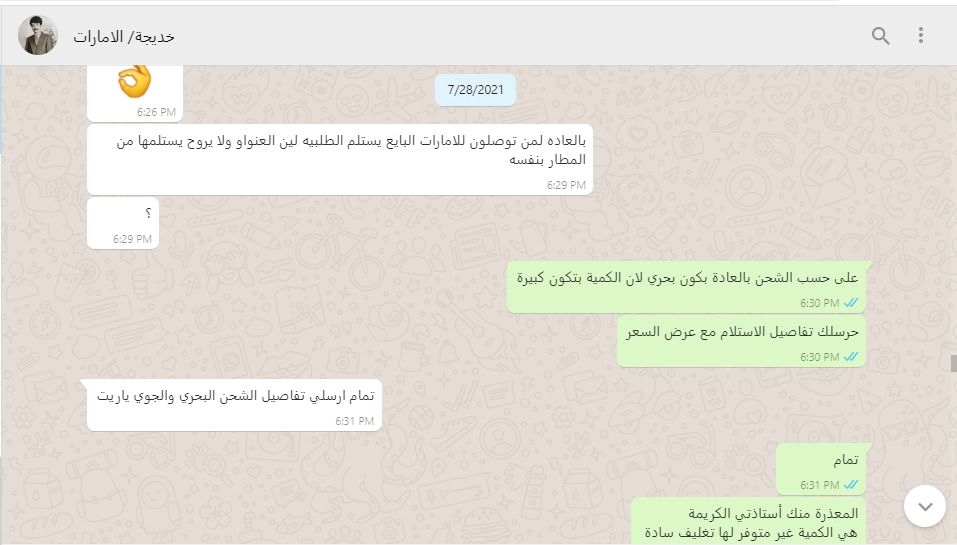 خديجة/ الامارات
7/28/2021
6:26 PM
بالعاده لمن توصلون للامارات البايع يستلم الطلبيه لين العنواو ولا يروح يستلمها من
المطار بنفسه
6:29 PM
؟
6:29 PM
على حسب الشحن بالعادة بكون بحري لان الكمية بتكون كبيرة
6:30 PM
حرسلك تفاصيل الاستلام مع عرض السعر
6:30 PM
تمام ارسلي تفاصيل الشحن البحري والجوي ياريت
6:31 PM
تمام
6:31 PM
المعذرة منك أستاذتي الكريمة
هي الكمية غير متوفر لها تغليف سادة